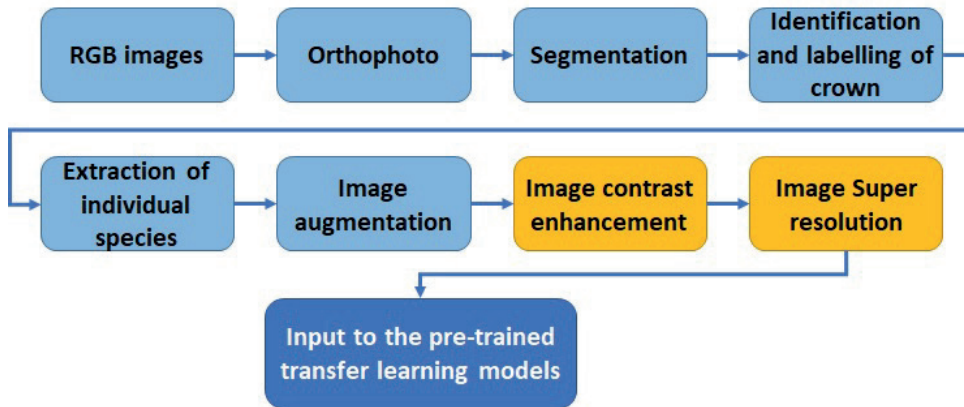 RGB images
Orthophoto
Segmentation
Identification
and labelling of
crown
Extraction of
individual
species
Image
augmentation
Image contrast
enhancement
Image Super
resolution
Input to the pre-trained
transfer learning models